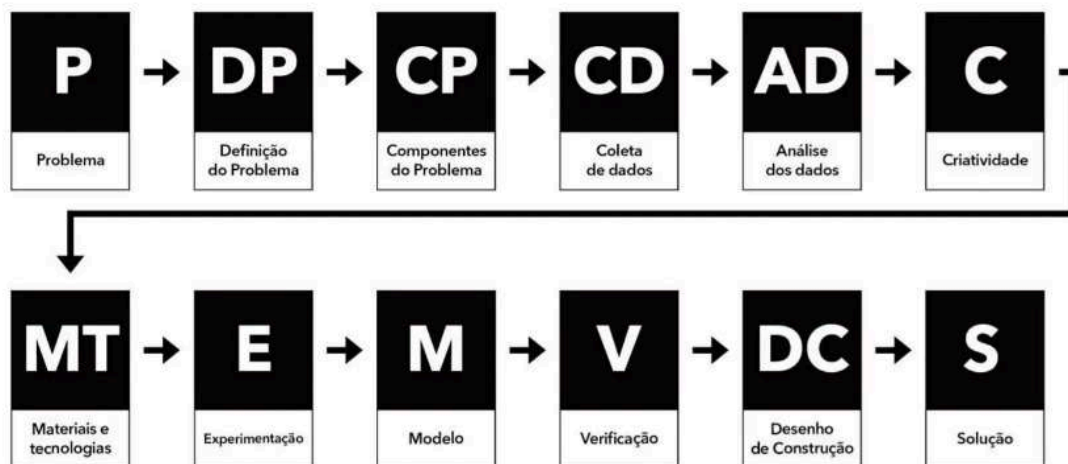 P
DP
CP
CD
AD
C
Problema
Definição
do Problema
Componentes
do Problema
Coleta
de dados
Análise
dos dados
Criatividade
MT
E
M
V
DC
S
Materiais e
tecnologias
Experimentação
Modelo
Verificação
Desenho
de Construção
Solução